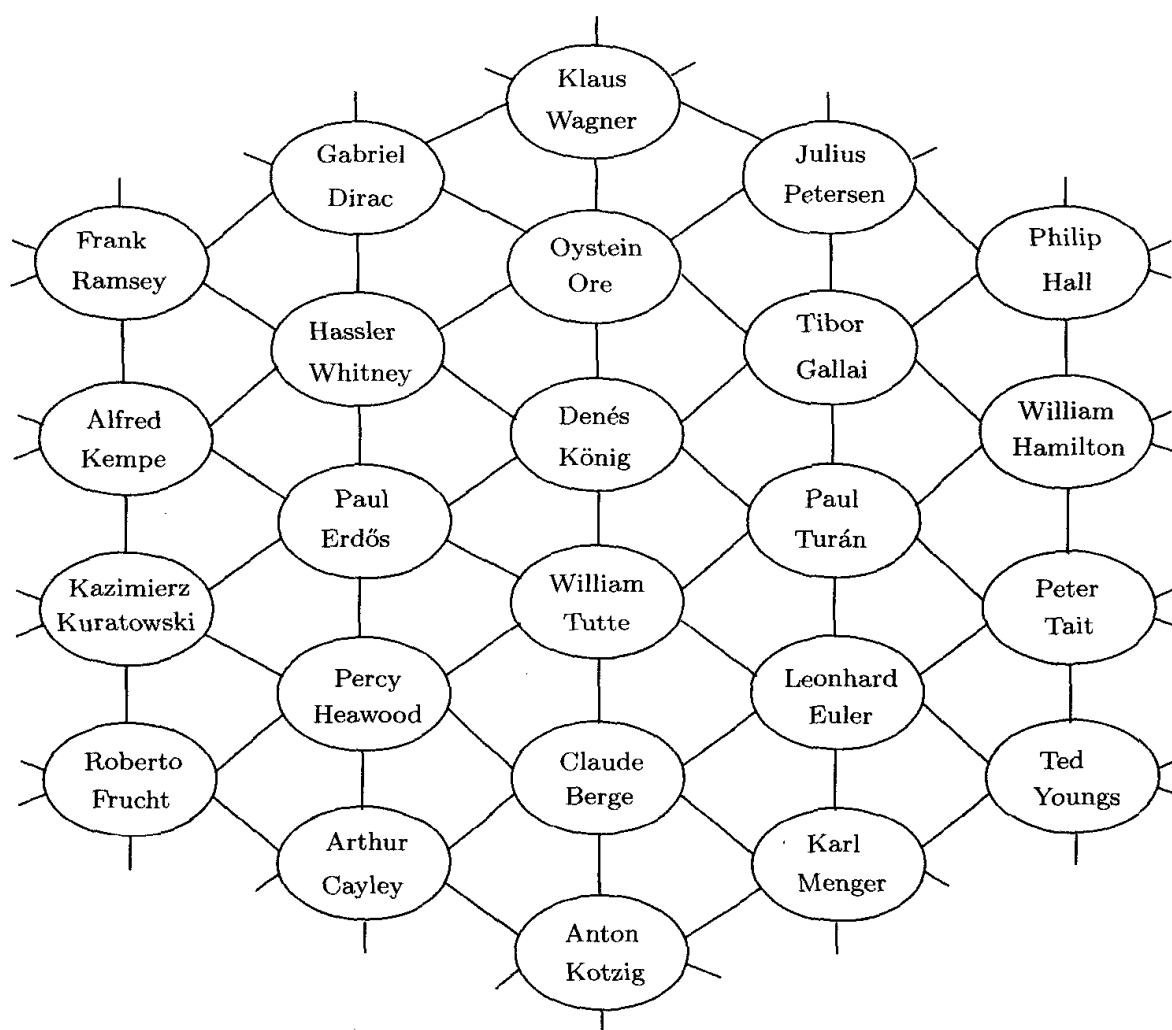 Klaus
Wagner
Gabriel
Dirac
Julius
Petersen
Frank
Ramsey
Oystein
Ore
Philip
Hall
Hassler
Whitney
Tibor
Gallai
Alfred
Kempe
Denés
König
William
Hamilton
Paul
Erdős
Paul
Turán
Kazimierz
Kuratowski
William
Tutte
Peter
Tait
Percy
Heawood
Leonhard
Euler
Roberto
Frucht
Claude
Berge
Ted
Youngs
Arthur
Cayley
Karl
Menger
Anton
Kotzig